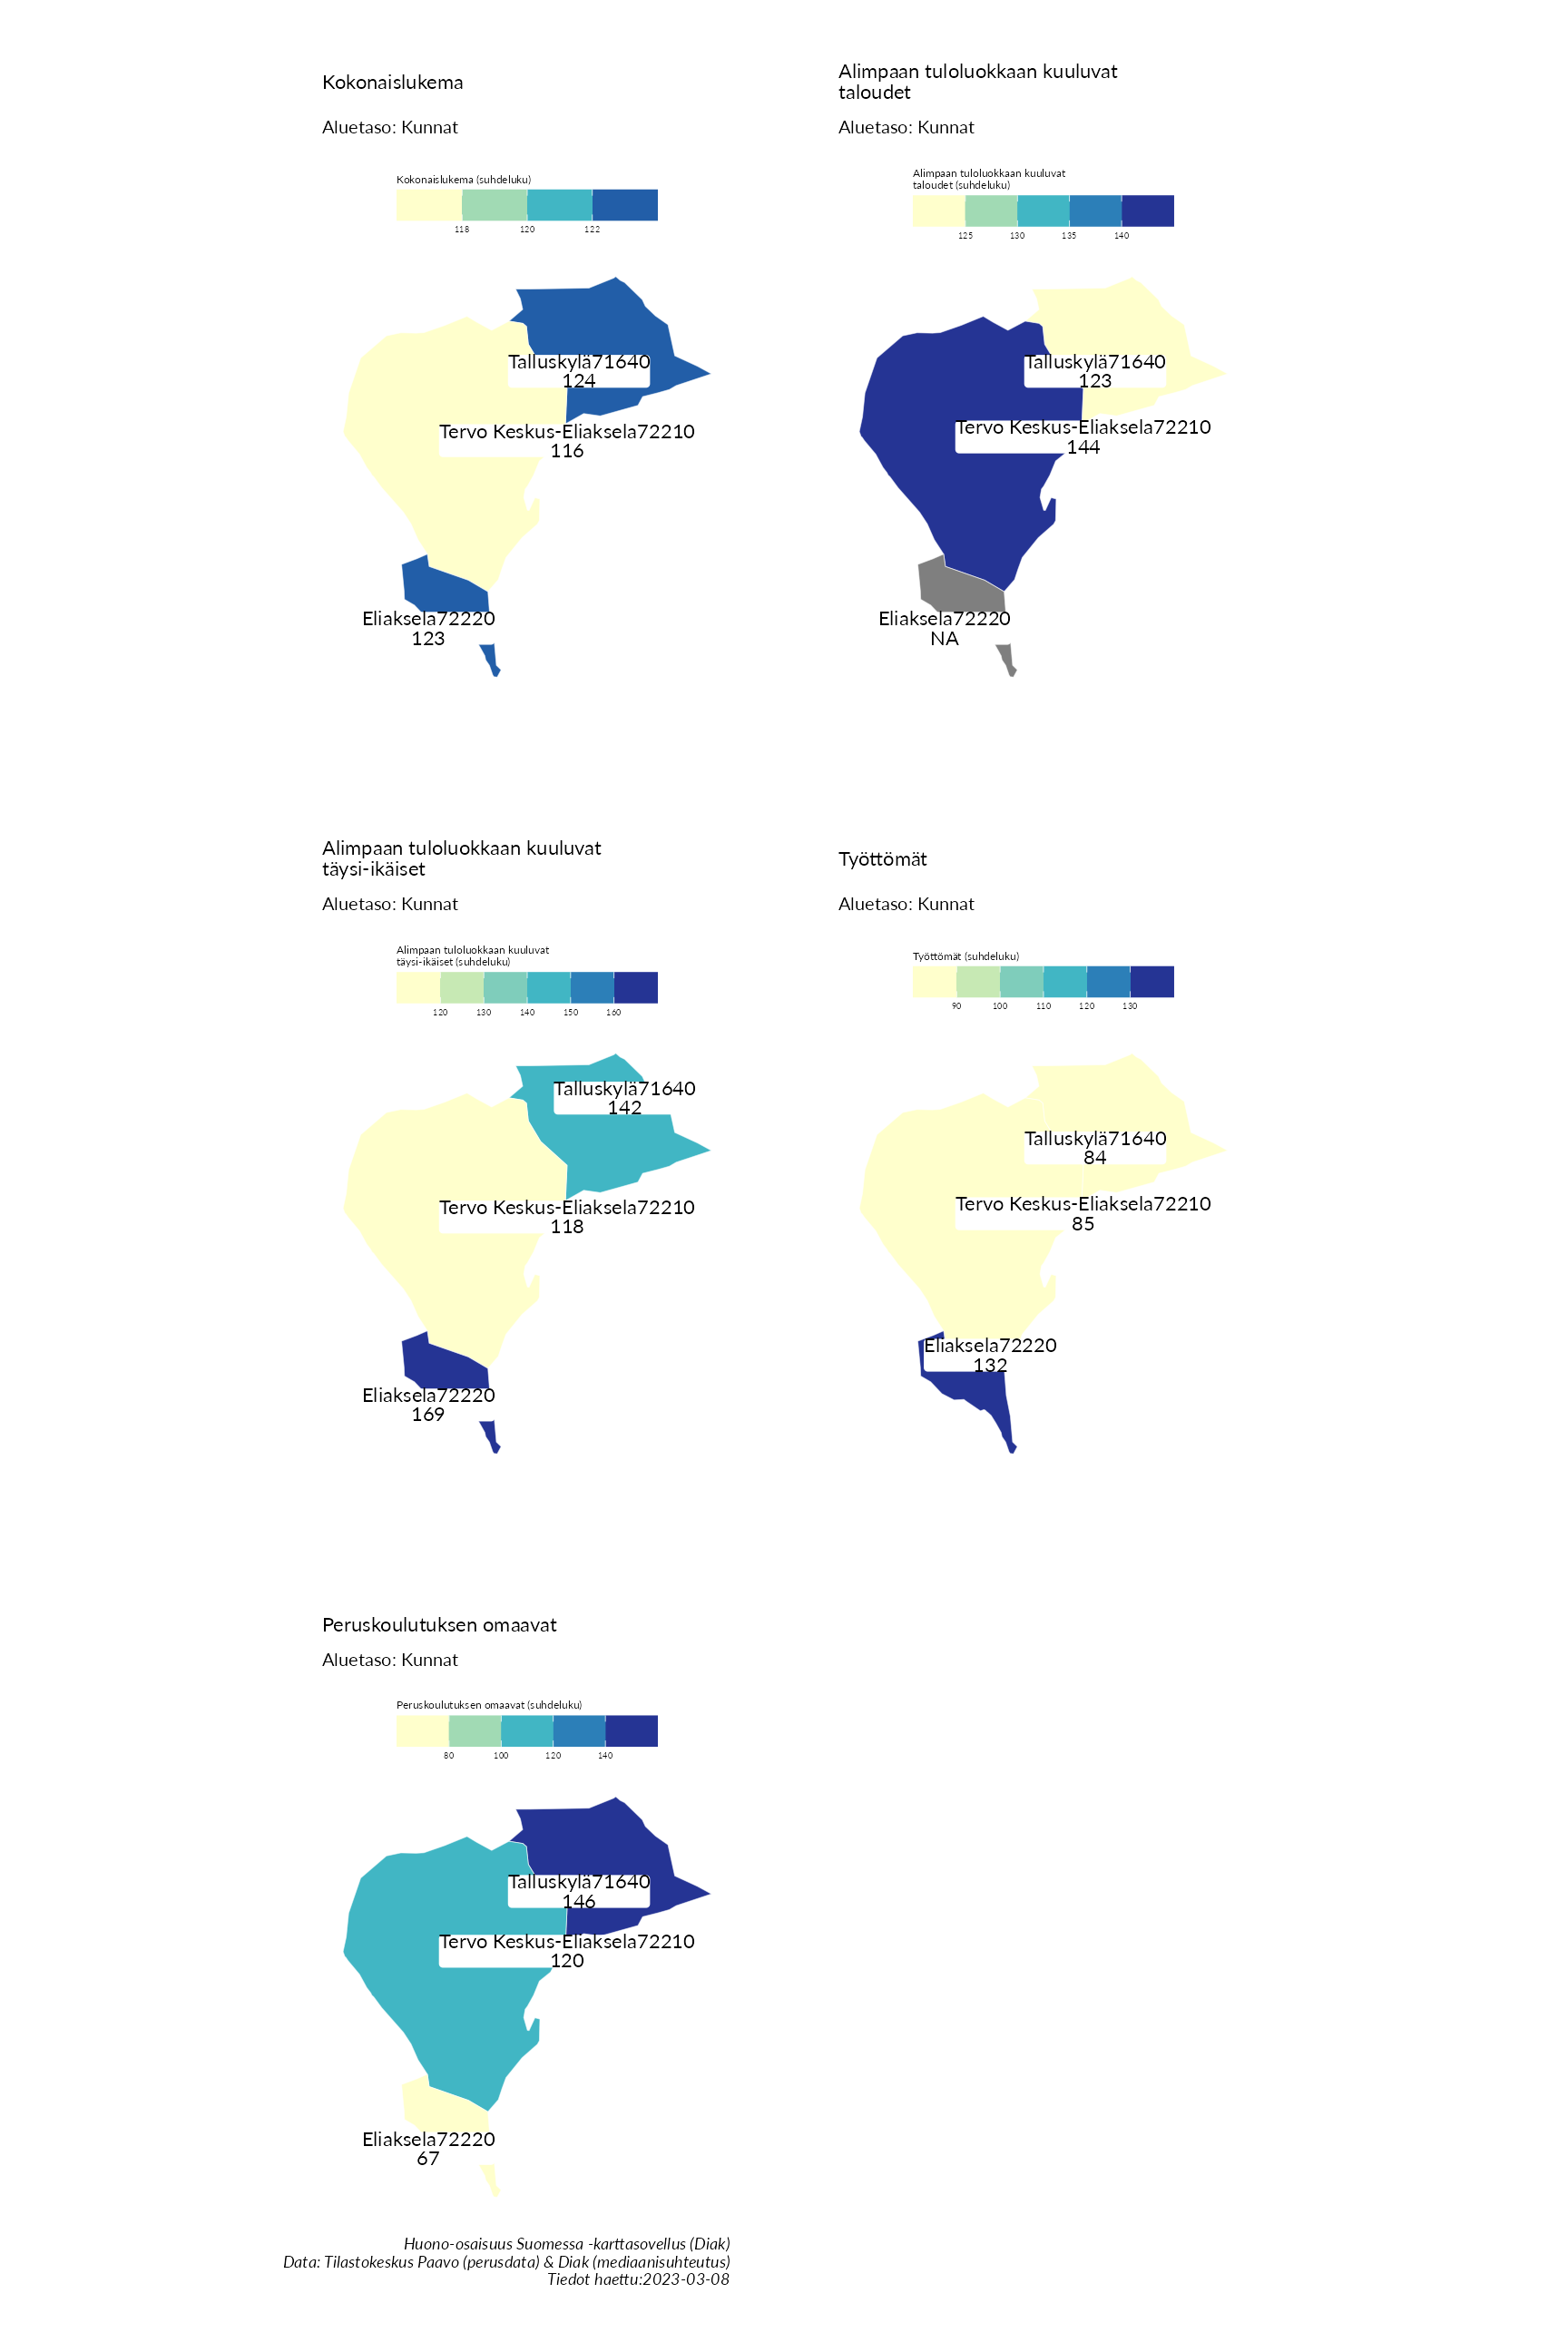 Kokonaislukema
Aluetaso: Kunnat
Kokonaislukema (suhdeluku)
118 120 122
Talluskylä71640
124
Tervo Keskus-Eliaksela72210
116
Eliaksela72220
123
Alimpaan tuloluokkaan kuuluvat
taloudet
Aluetaso: Kunnat
Alimpaan tuloluokkaan kuuluvat
taloudet (suhdeluku)
125 130 135 140
Talluskylä71640
123
Tervo Keskus-Eliaksela72210
144
Eliaksela72220
NA
Alimpaan tuloluokkaan kuuluvat
täysi-ikäiset
Aluetaso: Kunnat
Alimpaan tuloluokkaan kuuluvat
täysi-ikäiset (suhdeluku)
120 130 140 150 160
Talluskylä71640
142
Tervo Keskus-Eliaksela72210
118
Eliaksela72220
169
Työttömät
Aluetaso: Kunnat
Työttömät (suhdeluku)
90 100 110 120 130
Talluskylä71640
84
Tervo Keskus-Eliaksela72210
85
Eliaksela72220
132
Peruskoulutuksen omaavat
Aluetaso: Kunnat
Peruskoulutuksen omaavat (suhdeluku)
80 100 120 140
Talluskylä71640
146
Tervo Keskus-Eliaksela72210
120
Eliaksela72220
67
Huono-osaisuus Suomessa -karttasovellus (Diak)
Data: Tilastokeskus Paavo (perusdata) & Diak (mediaanisuhteutus)
Tiedot haettu:2023-03-08